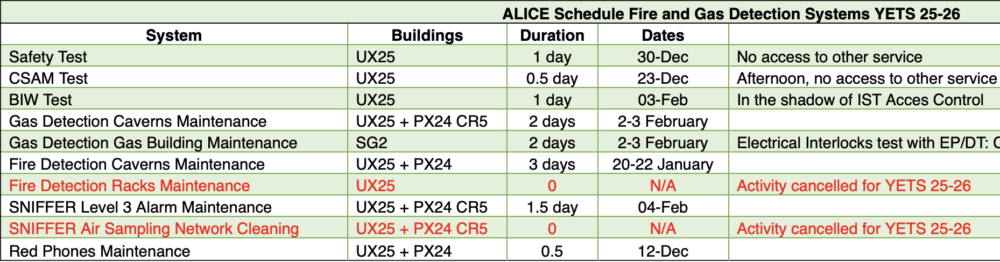 ALICE Schedule Fire and Gas Detection Systems YETS 25-26
System Buildings Duration Dates
Safety Test UX25 1 day 30-Dec No access to other service
CSAM Test UX25 0.5 day 23-Dec Afternoon, no access to other service
BIW Test UX25 1 day 03-Feb In the shadow of IST Acces Control
Gas Detection Caverns Maintenance UX25 + PX24 CR5 2 days 2-3 February
Gas Detection Gas Building Maintenance SG2 2 days 2-3 February Electrical Interlocks test with EP/DT:
Fire Detection Caverns Maintenance UX25 + PX24 3 days 20-22 January
Fire Detection Racks Maintenance UX25 0 N/A Activity cancelled for YETS 25-26
SNIFFER Level 3 Alarm Maintenance UX25 + PX24 CR5 1.5 day 04-Feb
SNIFFER Air Sampling Network Cleaning UX25 + PX24 CR5 0 N/A Activity cancelled for YETS 25-26
Red Phones Maintenance UX25 + PX24 0.5 12-Dec